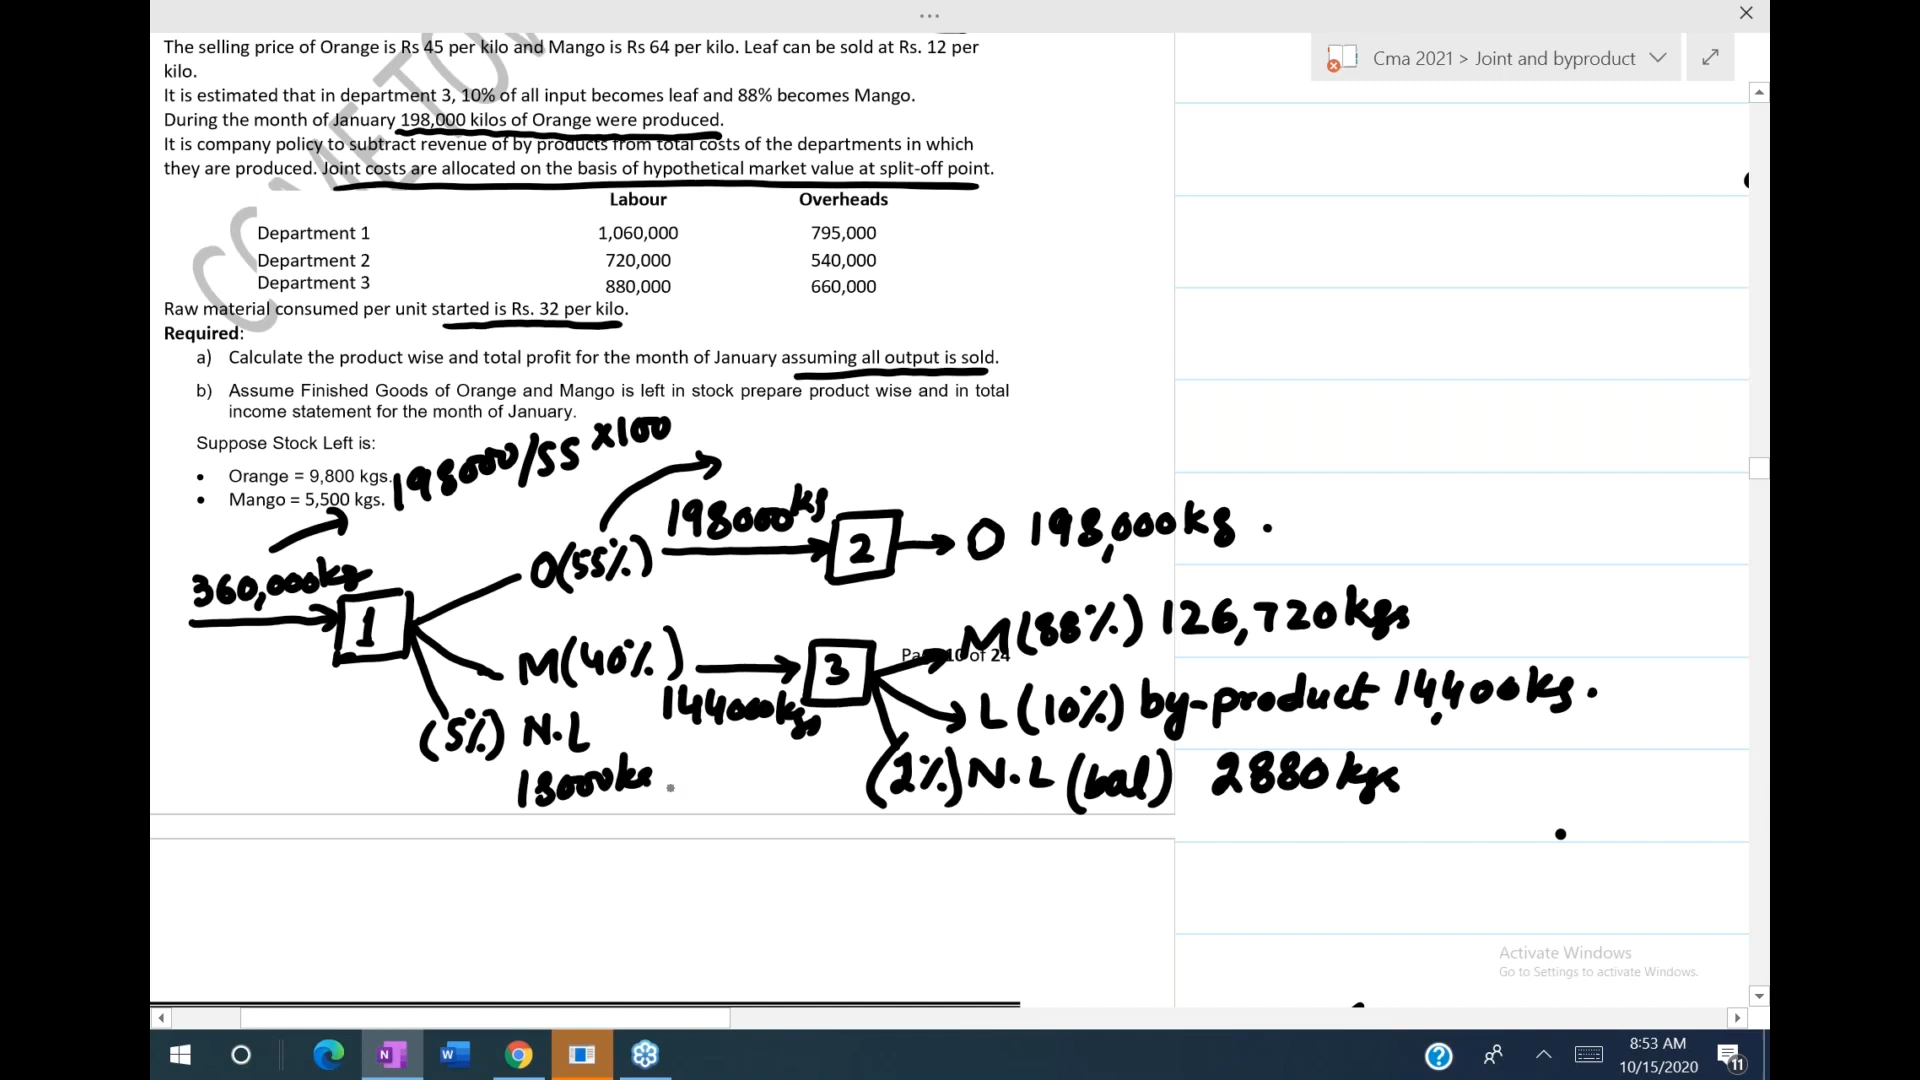 ...
The selling price of Orange is Rs 45 per kilo and Mango is Rs 64 per kilo. Leaf can be sold at Rs. 12 per
kilo.
Cma 2021 > Joint and byproduct
It is estimated that in department 3, 10% of all input becomes leaf and 88% becomes Mango.
During the month of January 198,000 kilos of Orange were produced.
It is company policy to subtract revenue of by products from total costs of the departments in which
they are produced. Joint costs are allocated on the basis of hypothetical market value at split-off point.
Labour Overheads
Department 1 1,060,000 795,000
Department 2 720,000 540,000
Department 3 880,000 660,000
Raw material consumed per unit started is Rs. 32 per kilo.
Required:
a) Calculate the product wise and total profit for the month of January assuming all output is sold.
b) Assume Finished Goods of Orange and Mango is left in stock prepare product wise and in total
income statement for the month of January.
Suppose Stock Left is:
• Orange = 9,800 kgs.
• Mango = 5,500 kgs.
198000/55 x100
360,000kg
1
O(55%)
198000kg
2
O 198,000kg.
M(40%)
144000kgs
3
M(88%) 126,720kgs
Page 10 of 24
L(10%) by-product 14,400kg.
(5%) N.L
18000kg
(2%) N.L (bal) 2880kgs
Activate Windows
Go to Settings to activate Windows.
8:53 AM
10/15/2020
11